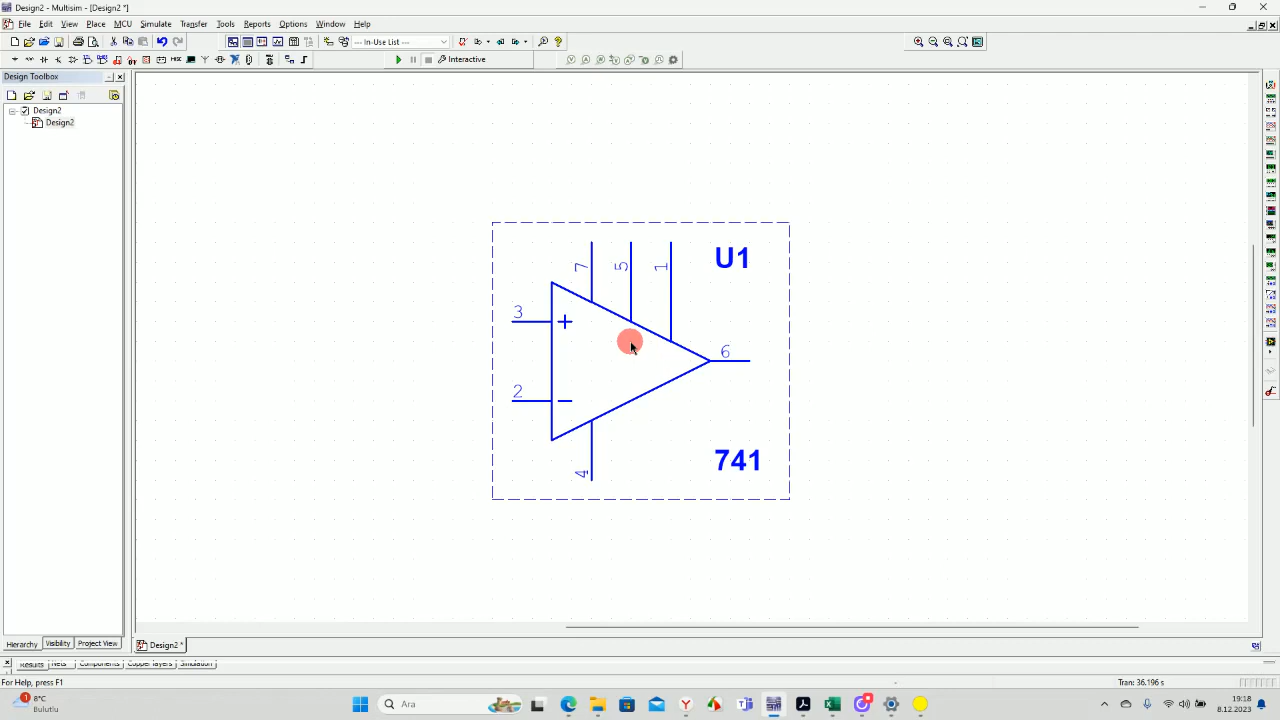 Design2 - Multisim - [Design2 *]
File Edit View Place MCU Simulate Transfer Tools Reports Options Window Help
--- In-Use List ---
Interactive
Design Toolbox
Design2
Design2
U1
7
5
1
3
+
6
2
−
741
4
Hierarchy Visibility Project View
Design2 *
Results Nets Components Copper layers Simulation
For Help, press F1
Tran: 36.196 s
1
8°C
Bulutlu
Ara
19:18
8.12.2023